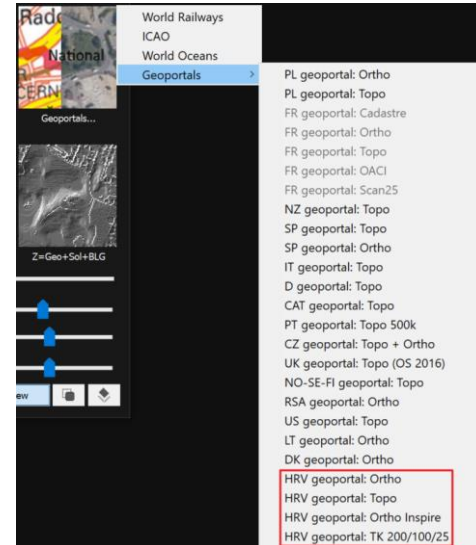 National
Geoportals...
Z=Geo+Sol+BLG
World Railways
ICAO
World Oceans
Geoportals
PL geoportal: Ortho
PL geoportal: Topo
FR geoportal: Cadastre
FR geoportal: Ortho
FR geoportal: Topo
FR geoportal: OACI
FR geoportal: Scan25
NZ geoportal: Topo
SP geoportal: Topo
SP geoportal: Ortho
IT geoportal: Topo
D geoportal: Topo
CAT geoportal: Topo
PT geoportal: Topo 500k
CZ geoportal: Topo + Ortho
UK geoportal: Topo (OS 2016)
NO-SE-FI geoportal: Topo
RSA geoportal: Ortho
US geoportal: Topo
LT geoportal: Ortho
DK geoportal: Ortho
HRV geoportal: Ortho
HRV geoportal: Topo
HRV geoportal: Ortho Inspire
HRV geoportal: TK 200/100/25